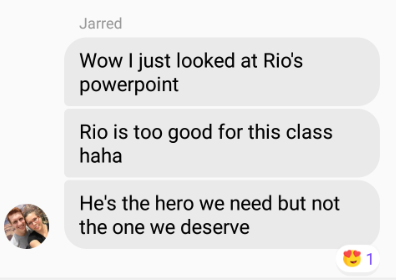 Jarred
Wow I just looked at Rio's
powerpoint
Rio is too good for this class
haha
He's the hero we need but not
the one we deserve
😍 1